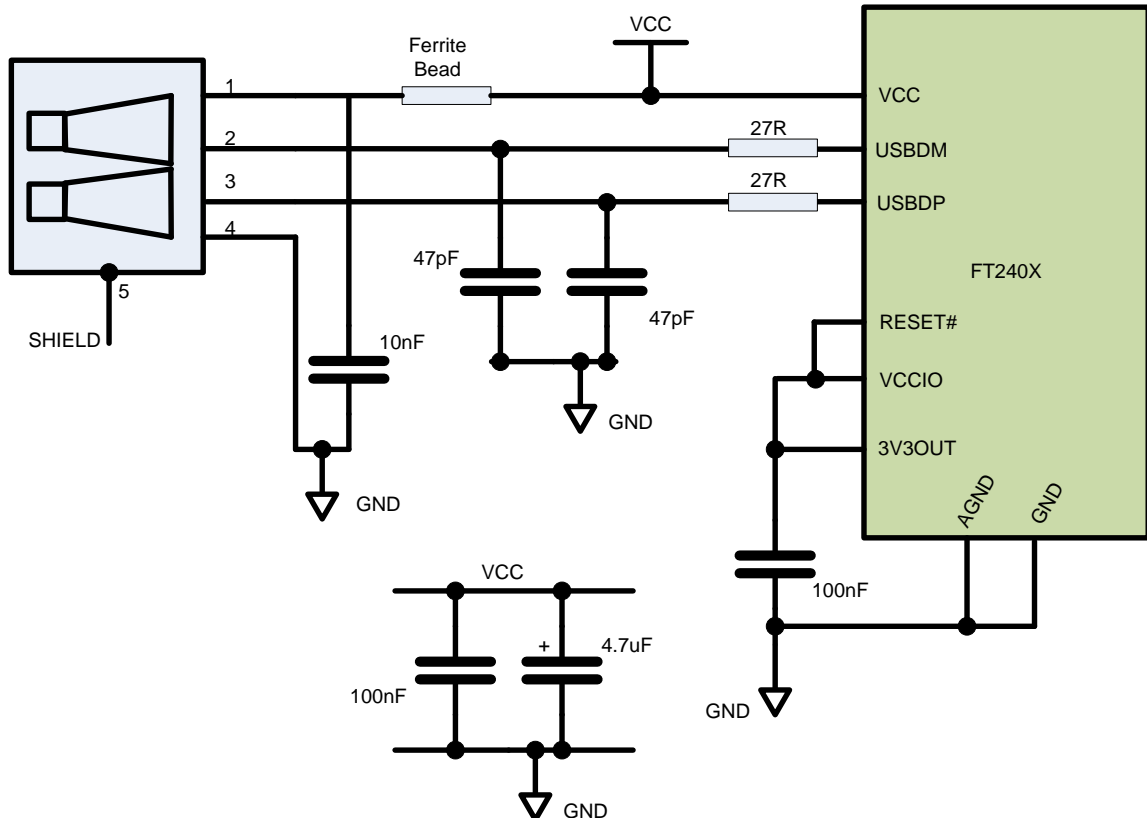 VCC
Ferrite
Bead
1
VCC
27R
2
USBDM
27R
3
USBDP
4
47pF
FT240X
5
47pF
RESET#
SHIELD
10nF
VCCIO
GND
3V3OUT
GND
AGND
GND
VCC
100nF
+
4.7uF
100nF
GND
GND